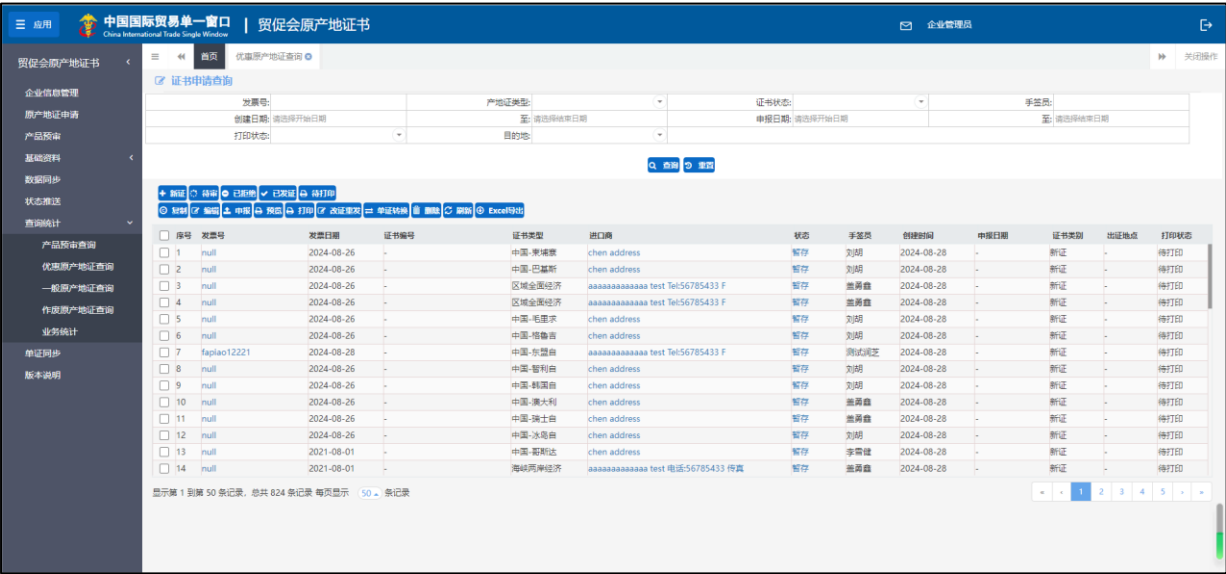 应用
中国国际贸易单一窗口
China International Trade Single Window
贸促会原产地证书
企业管理员
贸促会原产地证书
企业信息管理
原产地证申请
产品预审
基础资料
数据同步
状态推送
查询统计
产品预审查询
优惠原产地证查询
一般原产地证查询
作废原产地证查询
业务统计
单证同步
版本说明
首页 优惠原产地证查询 关闭操作
证书申请查询
发票号: 产地证类型: 证书状态: 手签员:
创建日期: 请选择开始日期 至: 请选择结束日期 申报日期: 请选择开始日期 至: 请选择结束日期
打印状态: 目的地:
查询 重置
新证 待审 已拒绝 已发证 待打印
复制 编辑 申报 预览 打印 改证重发 单证转换 删除 刷新 Excel导出
序号 发票号 发票日期 证书编号 证书类型 进口商 状态 手签员 创建时间 申报日期 证书类别 出证地点 打印状态
1 null 2024-08-26 - 中国-柬埔寨 chen address 暂存 刘胡 2024-08-28 - 新证 - 待打印
2 null 2024-08-26 - 中国-巴基斯 chen address 暂存 刘胡 2024-08-28 - 新证 - 待打印
3 null 2024-08-26 - 区域全面经济 aaaaaaaaaaaaa test Tel:56785433 F 暂存 盖勇鑫 2024-08-28 - 新证 - 待打印
4 null 2024-08-26 - 区域全面经济 aaaaaaaaaaaaa test Tel:56785433 F 暂存 盖勇鑫 2024-08-28 - 新证 - 待打印
5 null 2024-08-26 - 中国-毛里求 chen address 暂存 刘胡 2024-08-28 - 新证 - 待打印
6 null 2024-08-26 - 中国-格鲁吉 chen address 暂存 刘胡 2024-08-28 - 新证 - 待打印
7 fapiao12221 2024-08-28 - 中国-东盟自 aaaaaaaaaaaaa test Tel:56785433 F 暂存 测试润芝 2024-08-28 - 新证 - 待打印
8 null 2024-08-26 - 中国-智利自 chen address 暂存 刘胡 2024-08-28 - 新证 - 待打印
9 null 2024-08-26 - 中国-韩国自 chen address 暂存 刘胡 2024-08-28 - 新证 - 待打印
10 null 2024-08-26 - 中国-澳大利 chen address 暂存 盖勇鑫 2024-08-28 - 新证 - 待打印
11 null 2024-08-26 - 中国-瑞士自 chen address 暂存 盖勇鑫 2024-08-28 - 新证 - 待打印
12 null 2024-08-26 - 中国-冰岛自 chen address 暂存 刘胡 2024-08-28 - 新证 - 待打印
13 null 2021-08-01 - 中国-哥斯达 chen address 暂存 李雪健 2024-08-28 - 新证 - 待打印
14 null 2021-08-01 - 海峡两岸经济 aaaaaaaaaaaaa test 电话:56785433 传真 暂存 盖勇鑫 2024-08-28 - 新证 - 待打印
显示第 1 到第 50 条记录，总共 824 条记录 每页显示 50 条记录
« ‹ 1 2 3 4 5 › »